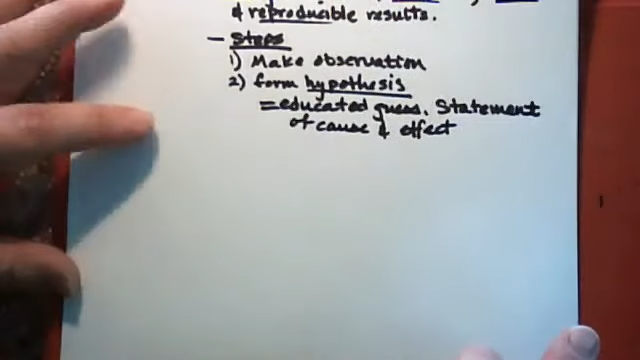 & reproducible results.
– Steps
1) Make observation
2) form hypothesis
= educated guess. Statement
of cause & effect